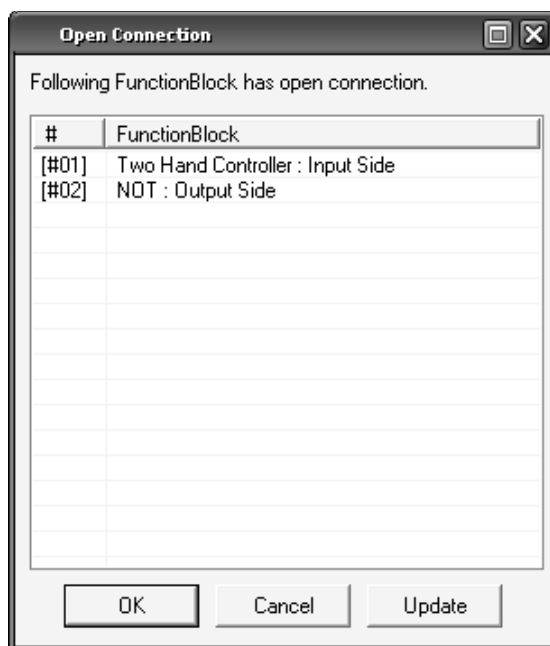 Open Connection
Following FunctionBlock has open connection.
# FunctionBlock
[#01] Two Hand Controller : Input Side
[#02] NOT : Output Side
OK Cancel Update